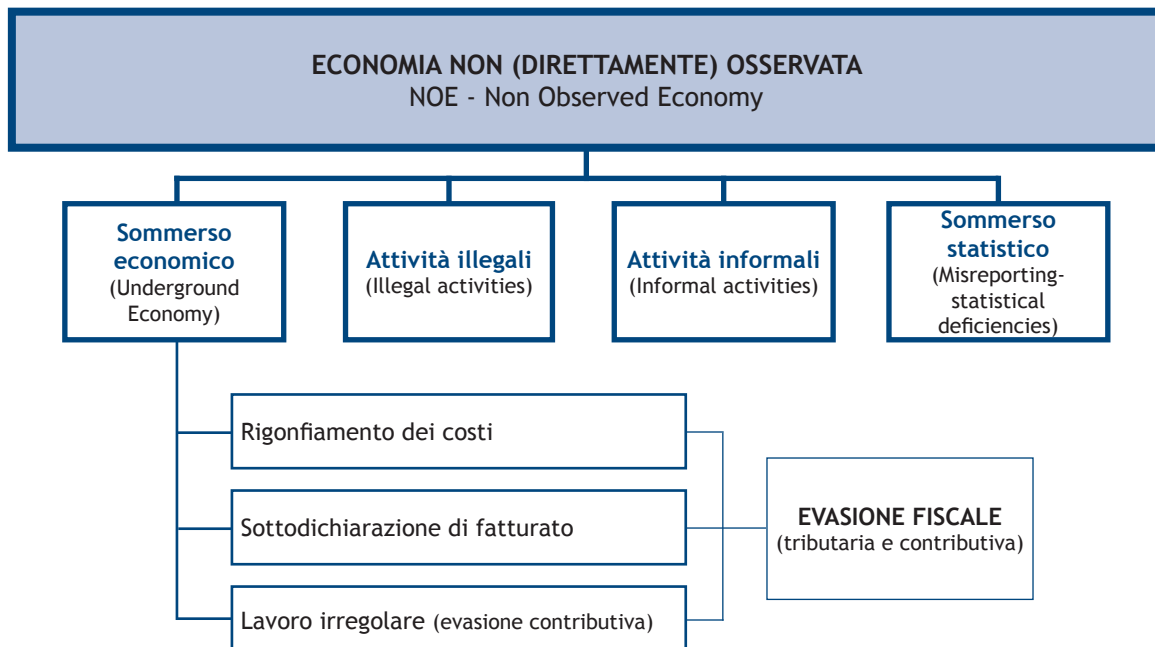 ECONOMIA NON (DIRETTAMENTE) OSSERVATA
NOE - Non Observed Economy
Sommerso
economico
(Underground
Economy)
Attività illegali
(Illegal activities)
Attività informali
(Informal activities)
Sommerso
statistico
(Misreporting-
statistical
deficiencies)
Rigonfiamento dei costi
Sottodichiarazione di fatturato
Lavoro irregolare (evasione contributiva)
EVASIONE FISCALE
(tributaria e contributiva)